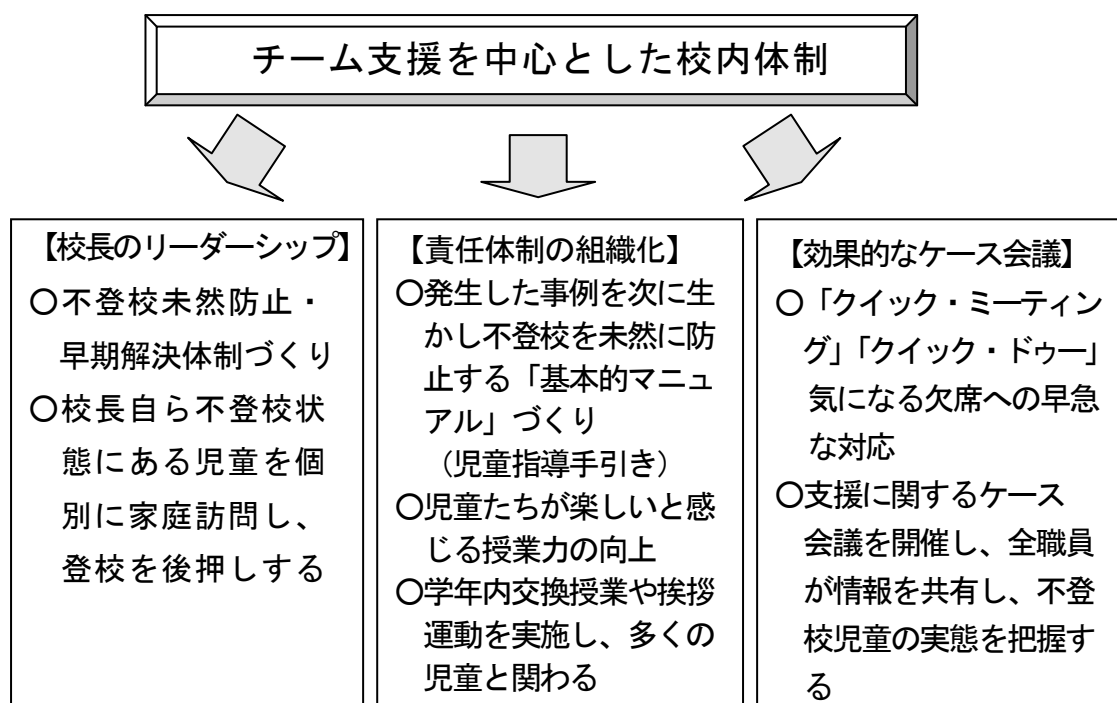 チーム支援を中心とした校内体制
【校長のリーダーシップ】
〇不登校未然防止・
早期解決体制づくり
〇校長自ら不登校状
態にある児童を個
別に家庭訪問し、
登校を後押しする
【責任体制の組織化】
〇発生した事例を次に生
かし不登校を未然に防
止する「基本的マニュ
アル」づくり
（児童指導手引き）
〇児童たちが楽しいと感
じる授業力の向上
〇学年内交換授業や挨拶
運動を実施し、多くの
児童と関わる
【効果的なケース会議】
〇「クイック・ミーティン
グ」「クイック・ドゥー」
気になる欠席への早急
な対応
〇支援に関するケース
会議を開催し、全職員
が情報を共有し、不登
校児童の実態を把握す
る